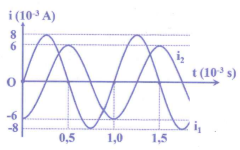 i (10⁻³ A)
8
6
i₂
O
t (10⁻³ s)
-6
-8
0,5
1,0
1,5
i₁